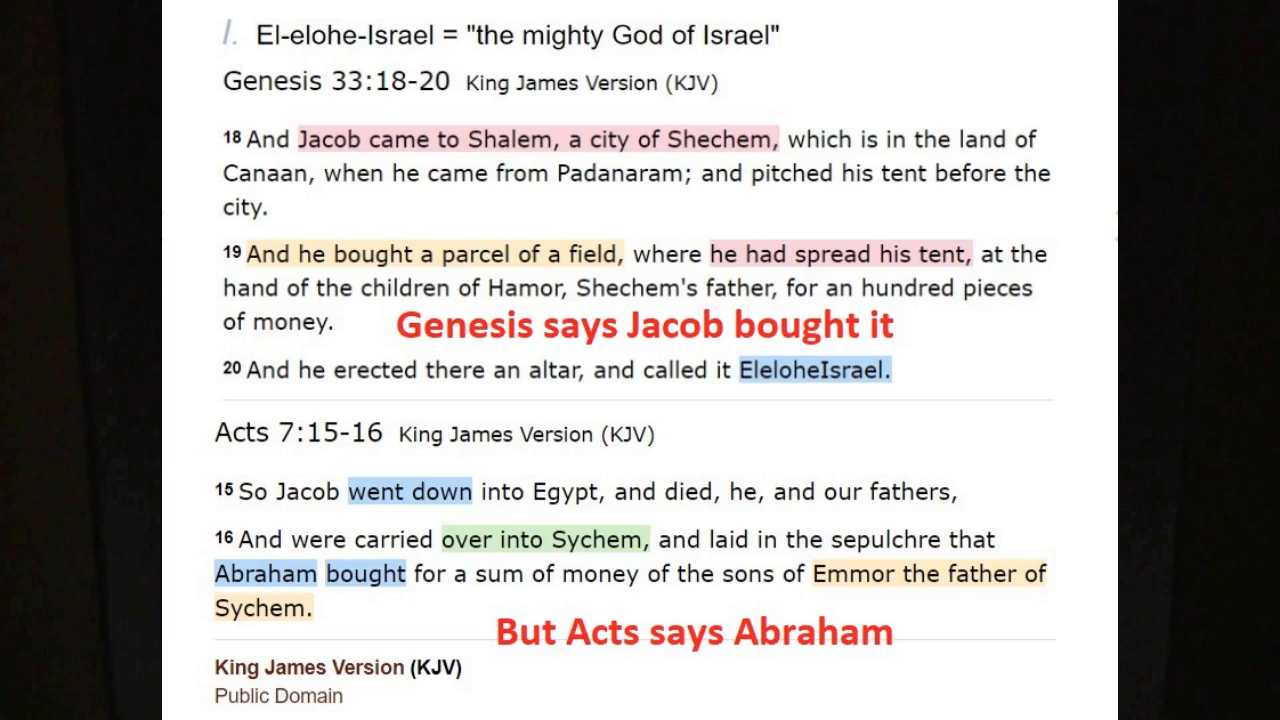 I. El-elohe-Israel = "the mighty God of Israel"
Genesis 33:18-20 King James Version (KJV)
18 And Jacob came to Shalem, a city of Shechem, which is in the land of
Canaan, when he came from Padanaram; and pitched his tent before the
city.
19 And he bought a parcel of a field, where he had spread his tent, at the
hand of the children of Hamor, Shechem's father, for an hundred pieces
of money.
Genesis says Jacob bought it
20 And he erected there an altar, and called it EleloheIsrael.
Acts 7:15-16 King James Version (KJV)
15 So Jacob went down into Egypt, and died, he, and our fathers,
16 And were carried over into Sychem, and laid in the sepulchre that
Abraham bought for a sum of money of the sons of Emmor the father of
Sychem.
But Acts says Abraham
King James Version (KJV)
Public Domain